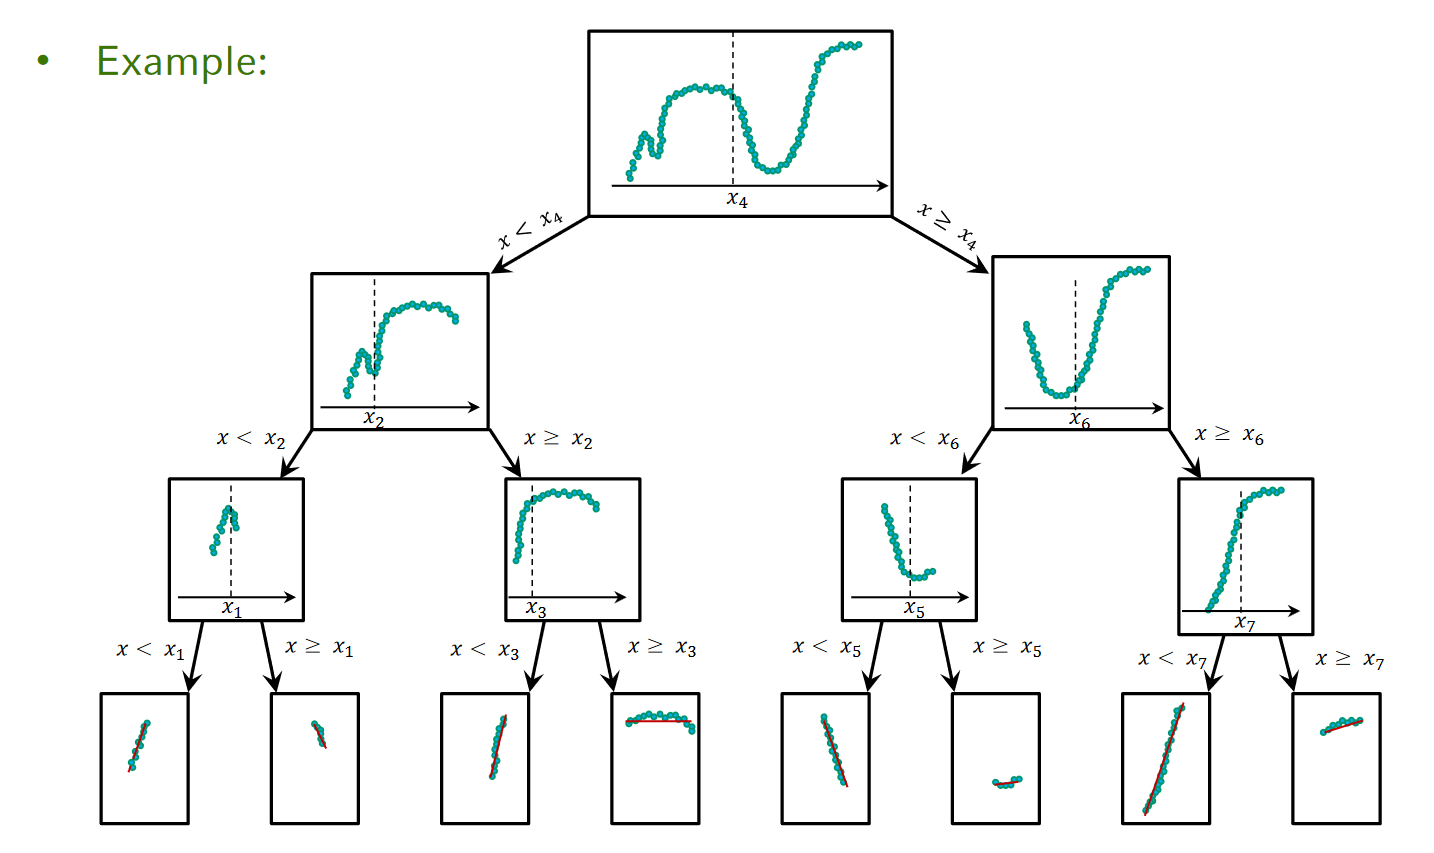 • Example:
x₄
x < x₄
x ≥ x₄
x₂
x₆
x < x₂
x ≥ x₂
x < x₆
x ≥ x₆
x₁
x₃
x₅
x₇
x < x₁
x ≥ x₁
x < x₃
x ≥ x₃
x < x₅
x ≥ x₅
x < x₇
x ≥ x₇